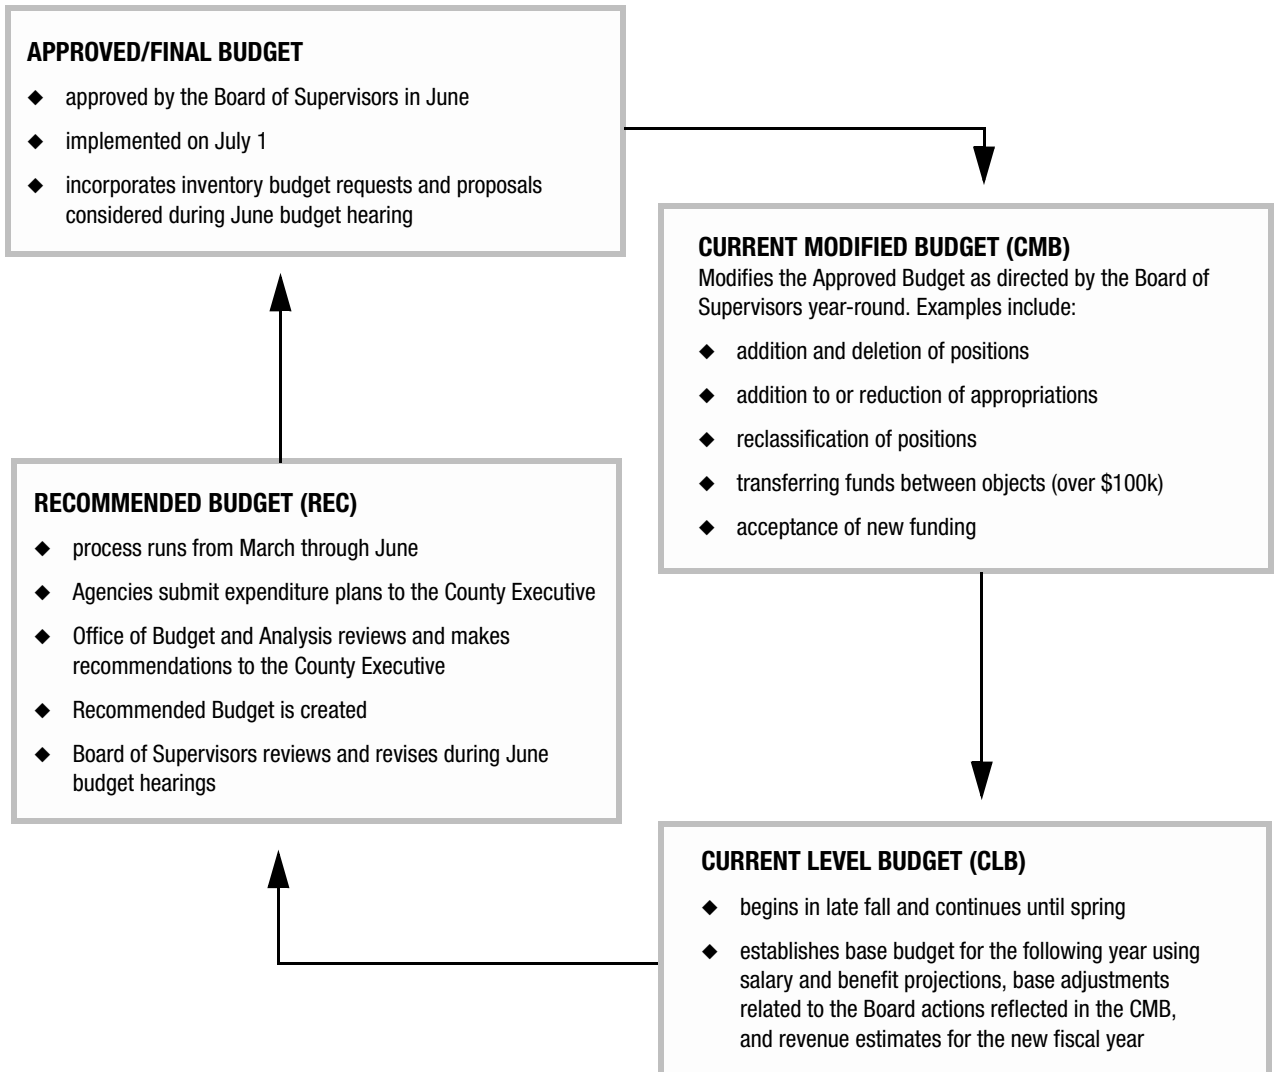 APPROVED/FINAL BUDGET
◆ approved by the Board of Supervisors in June
◆ implemented on July 1
◆ incorporates inventory budget requests and proposals
considered during June budget hearing
CURRENT MODIFIED BUDGET (CMB)
Modifies the Approved Budget as directed by the Board of
Supervisors year-round. Examples include:
◆ addition and deletion of positions
◆ addition to or reduction of appropriations
◆ reclassification of positions
◆ transferring funds between objects (over $100k)
◆ acceptance of new funding
CURRENT LEVEL BUDGET (CLB)
◆ begins in late fall and continues until spring
◆ establishes base budget for the following year using
salary and benefit projections, base adjustments
related to the Board actions reflected in the CMB,
and revenue estimates for the new fiscal year
RECOMMENDED BUDGET (REC)
◆ process runs from March through June
◆ Agencies submit expenditure plans to the County Executive
◆ Office of Budget and Analysis reviews and makes
recommendations to the County Executive
◆ Recommended Budget is created
◆ Board of Supervisors reviews and revises during June
budget hearings